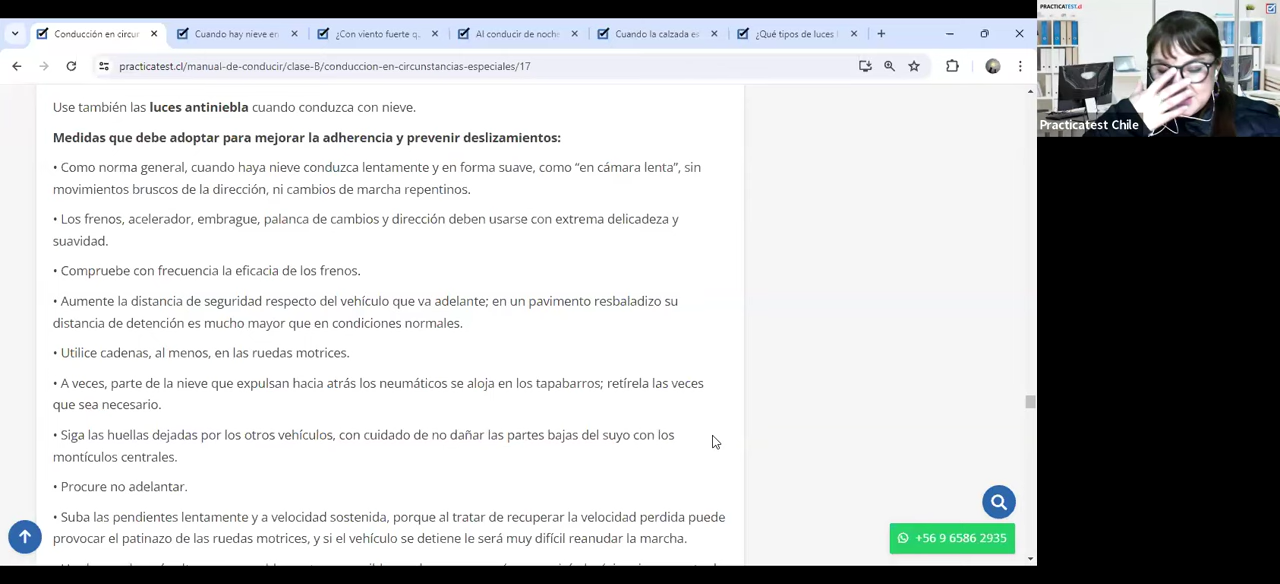 Conducción en circun
Cuando hay nieve en
¿Con viento fuerte q
Al conducir de noche
Cuando la calzada es
¿Qué tipos de luces
practicatest.cl/manual-de-conducir/clase-B/conduccion-en-circunstancias-especiales/17
PRACTICATEST.cl
Practicatest Chile
Use también las luces antiniebla cuando conduzca con nieve.
Medidas que debe adoptar para mejorar la adherencia y prevenir deslizamientos:
• Como norma general, cuando haya nieve conduzca lentamente y en forma suave, como “en cámara lenta”, sin
movimientos bruscos de la dirección, ni cambios de marcha repentinos.
• Los frenos, acelerador, embrague, palanca de cambios y dirección deben usarse con extrema delicadeza y
suavidad.
• Compruebe con frecuencia la eficacia de los frenos.
• Aumente la distancia de seguridad respecto del vehículo que va adelante; en un pavimento resbaladizo su
distancia de detención es mucho mayor que en condiciones normales.
• Utilice cadenas, al menos, en las ruedas motrices.
• A veces, parte de la nieve que expulsan hacia atrás los neumáticos se aloja en los tapabarros; retírela las veces
que sea necesario.
• Siga las huellas dejadas por los otros vehículos, con cuidado de no dañar las partes bajas del suyo con los
montículos centrales.
• Procure no adelantar.
• Suba las pendientes lentamente y a velocidad sostenida, porque al tratar de recuperar la velocidad perdida puede
provocar el patinazo de las ruedas motrices, y si el vehículo se detiene le será muy difícil reanudar la marcha.
+56 9 6586 2935